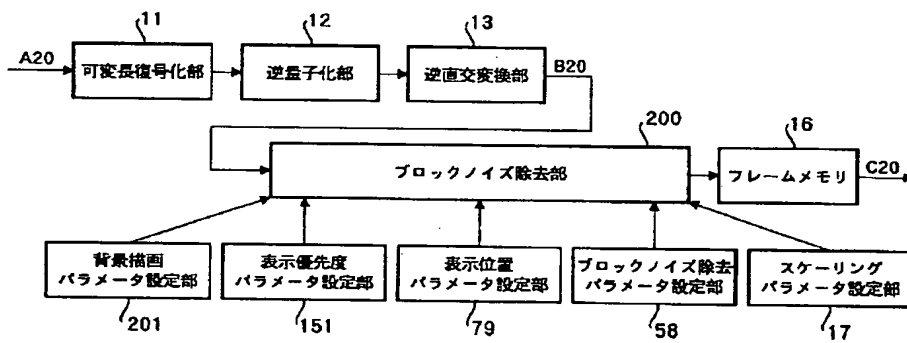 11
12
13
A20
可変長復号化部
逆量子化部
逆直交変換部
B20
200
16
ブロックノイズ除去部
フレームメモリ
C20
背景描画
パラメータ設定部
表示優先度
パラメータ設定部
表示位置
パラメータ設定部
ブロックノイズ除去
パラメータ設定部
スケーリング
パラメータ設定部
201
151
79
58
17